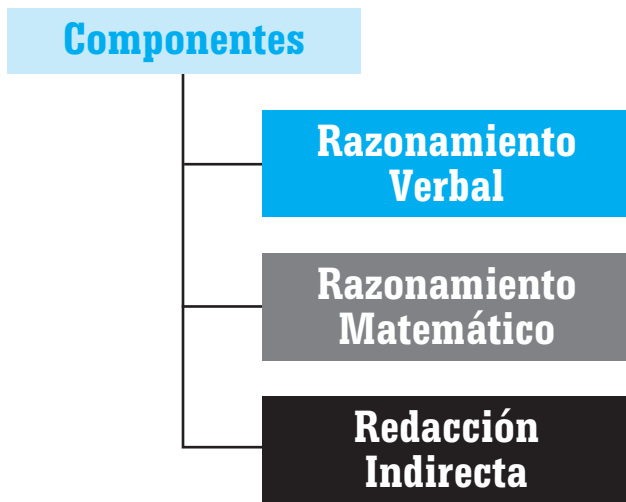 Componentes
Razonamiento
Verbal
Razonamiento
Matemático
Redacción
Indirecta